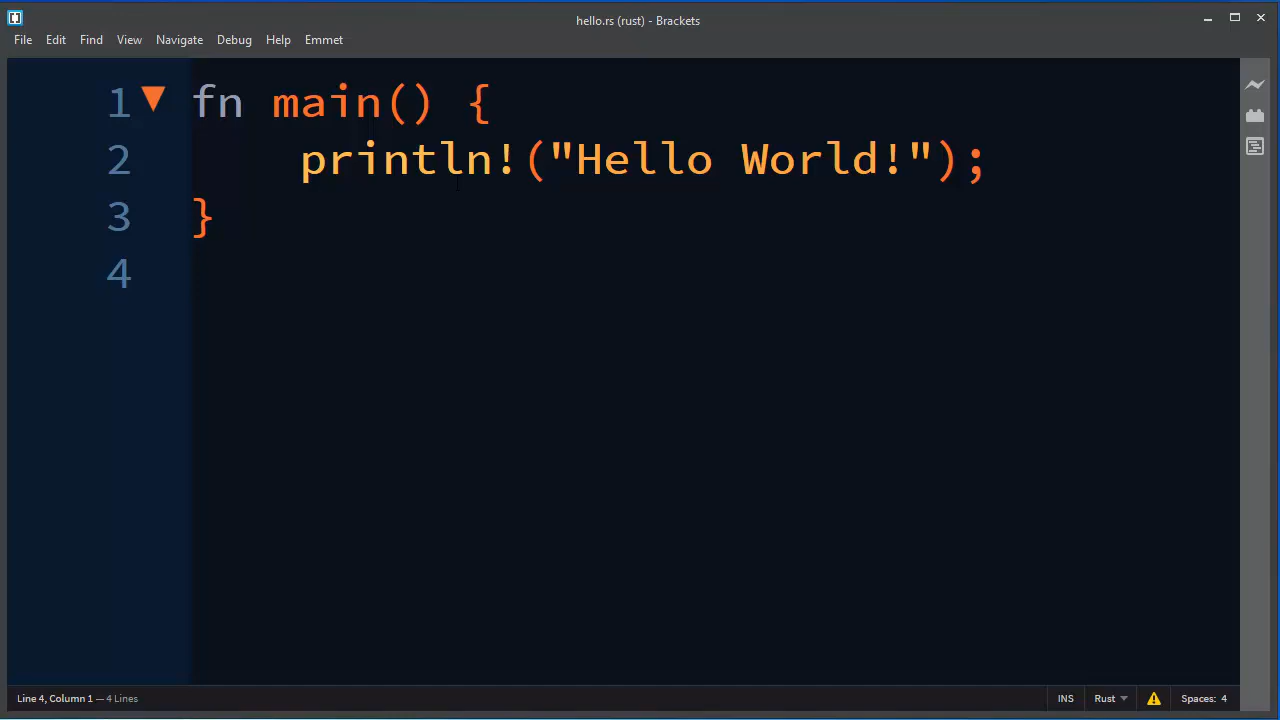 hello.rs (rust) - Brackets
File Edit Find View Navigate Debug Help Emmet
1 fn main() {
2     println!("Hello World!");
3 }
4
Line 4, Column 1 — 4 Lines INS Rust Spaces: 4